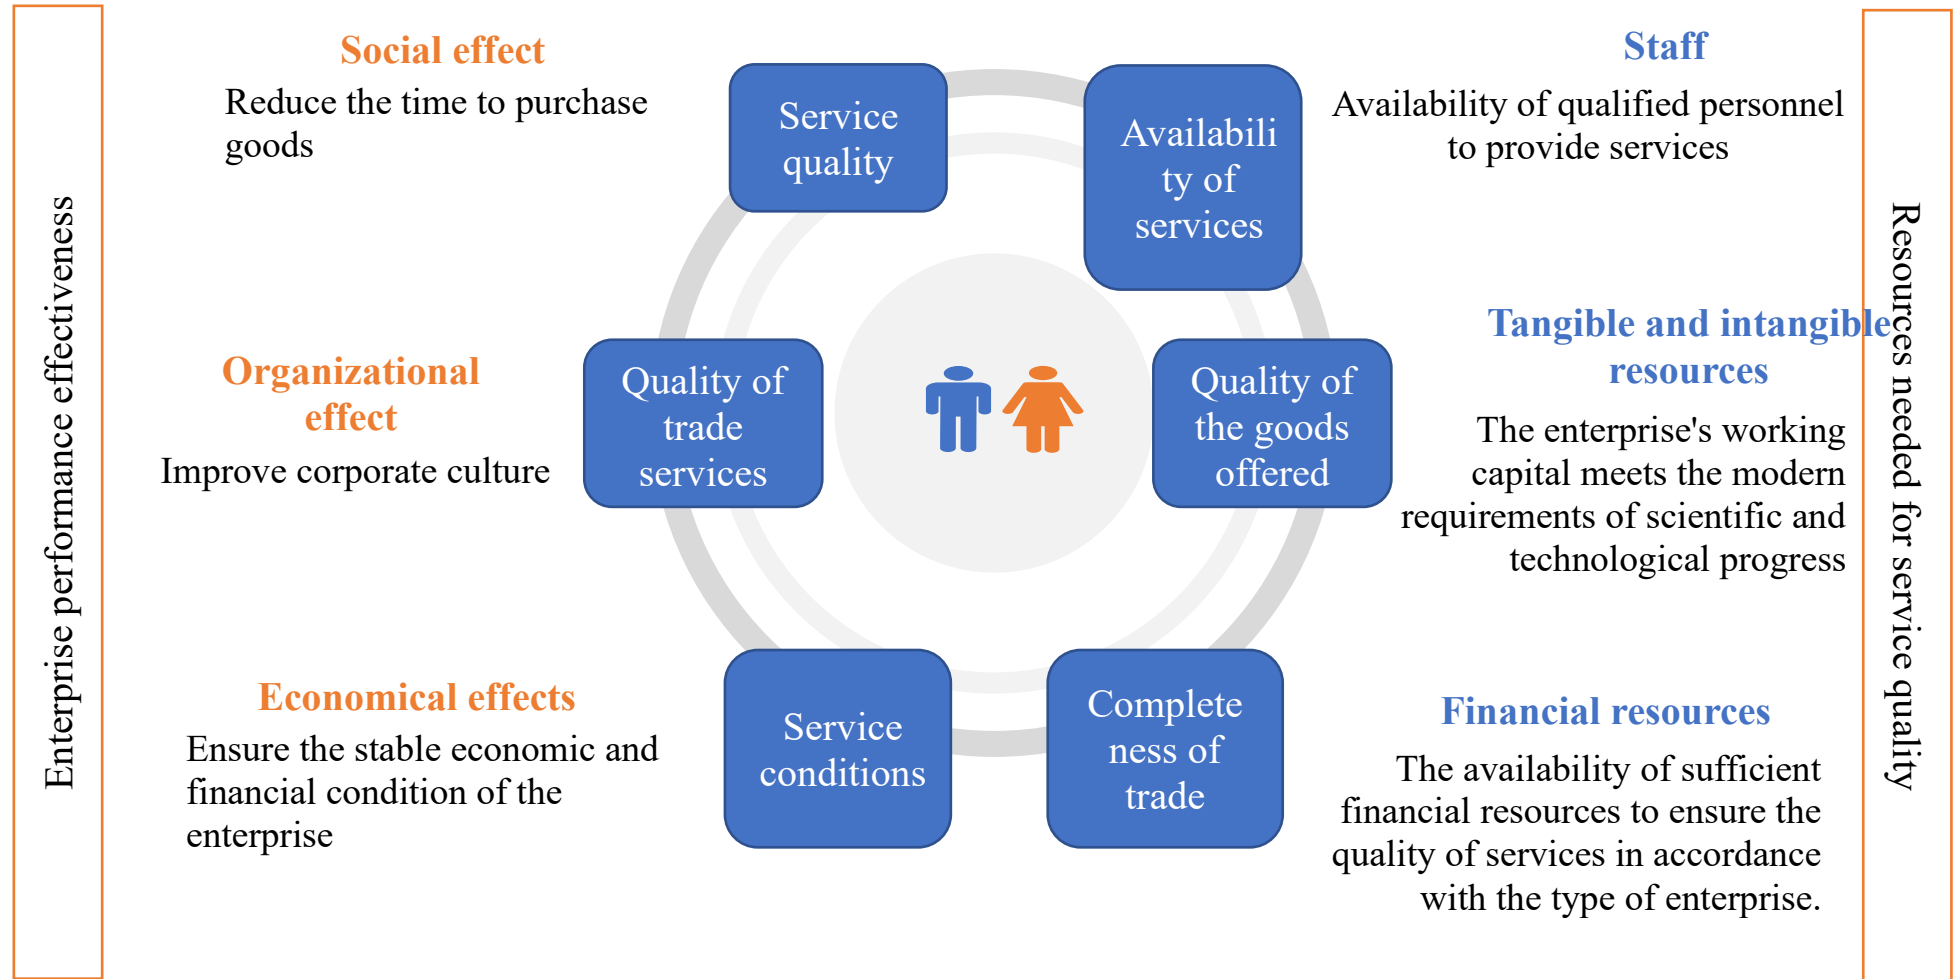 Enterprise performance effectiveness
Social effect
Reduce the time to purchase
goods
Organizational
effect
Improve corporate culture
Economical effects
Ensure the stable economic and
financial condition of the
enterprise
Service
quality
Availabili
ty of
services
Quality of
trade
services
Quality of
the goods
offered
Service
conditions
Complete
ness of
trade
Staff
Availability of qualified personnel
to provide services
Tangible and intangible
resources
The enterprise's working
capital meets the modern
requirements of scientific and
technological progress
Financial resources
The availability of sufficient
financial resources to ensure the
quality of services in accordance
with the type of enterprise.
Resources needed for service quality